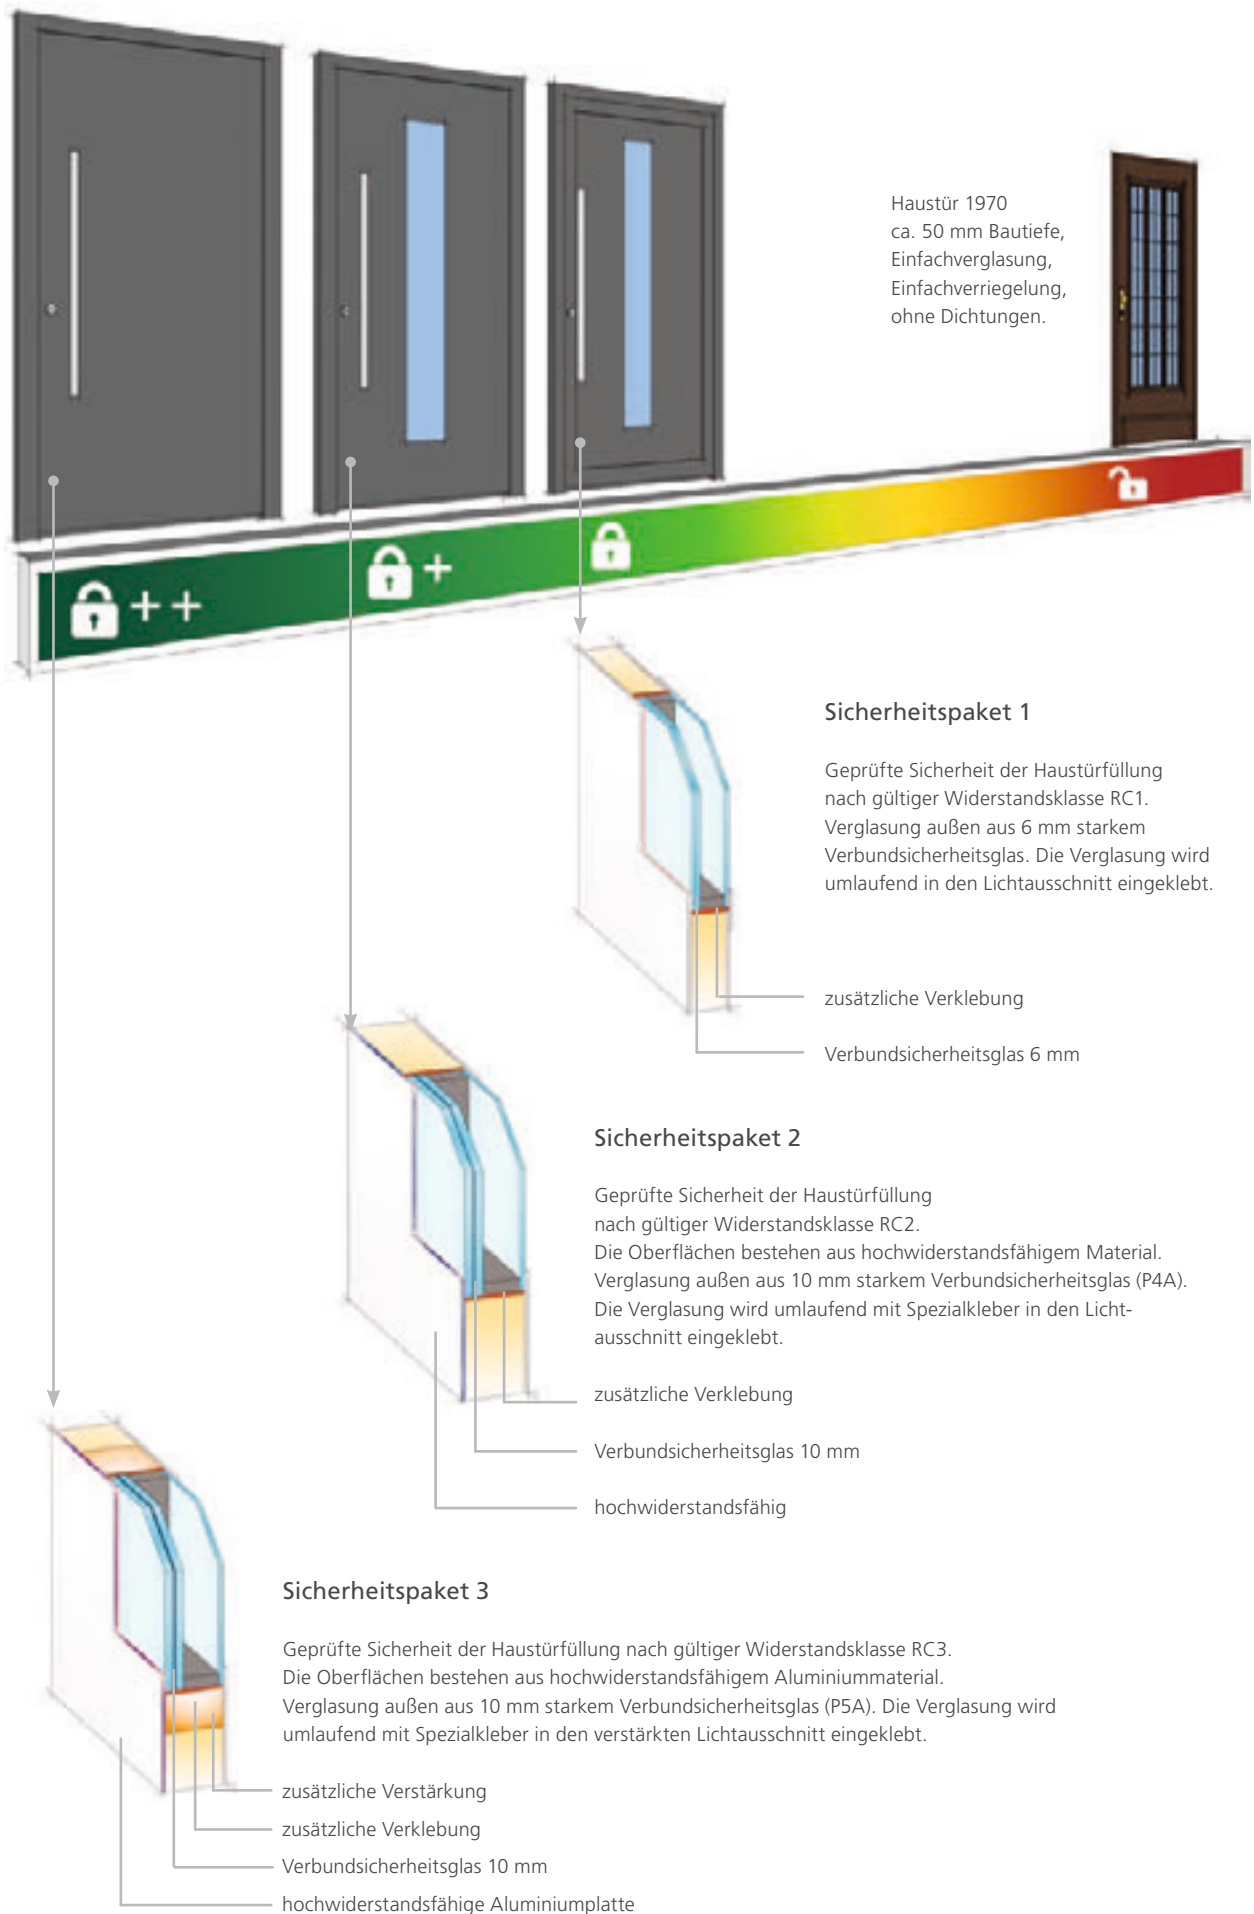 Haustür 1970
ca. 50 mm Bautiefe,
Einfachverglasung,
Einfachverriegelung,
ohne Dichtungen.
++
+
Sicherheitspaket 1
Geprüfte Sicherheit der Haustürfüllung
nach gültiger Widerstandsklasse RC1.
Verglasung außen aus 6 mm starkem
Verbundsicherheitsglas. Die Verglasung wird
umlaufend in den Lichtausschnitt eingeklebt.
zusätzliche Verklebung
Verbundsicherheitsglas 6 mm
Sicherheitspaket 2
Geprüfte Sicherheit der Haustürfüllung
nach gültiger Widerstandsklasse RC2.
Die Oberflächen bestehen aus hochwiderstandsfähigem Material.
Verglasung außen aus 10 mm starkem Verbundsicherheitsglas (P4A).
Die Verglasung wird umlaufend mit Spezialkleber in den Licht-
ausschnitt eingeklebt.
zusätzliche Verklebung
Verbundsicherheitsglas 10 mm
hochwiderstandsfähig
Sicherheitspaket 3
Geprüfte Sicherheit der Haustürfüllung nach gültiger Widerstandsklasse RC3.
Die Oberflächen bestehen aus hochwiderstandsfähigem Aluminiummaterial.
Verglasung außen aus 10 mm starkem Verbundsicherheitsglas (P5A). Die Verglasung wird
umlaufend mit Spezialkleber in den verstärkten Lichtausschnitt eingeklebt.
zusätzliche Verstärkung
zusätzliche Verklebung
Verbundsicherheitsglas 10 mm
hochwiderstandsfähige Aluminiumplatte